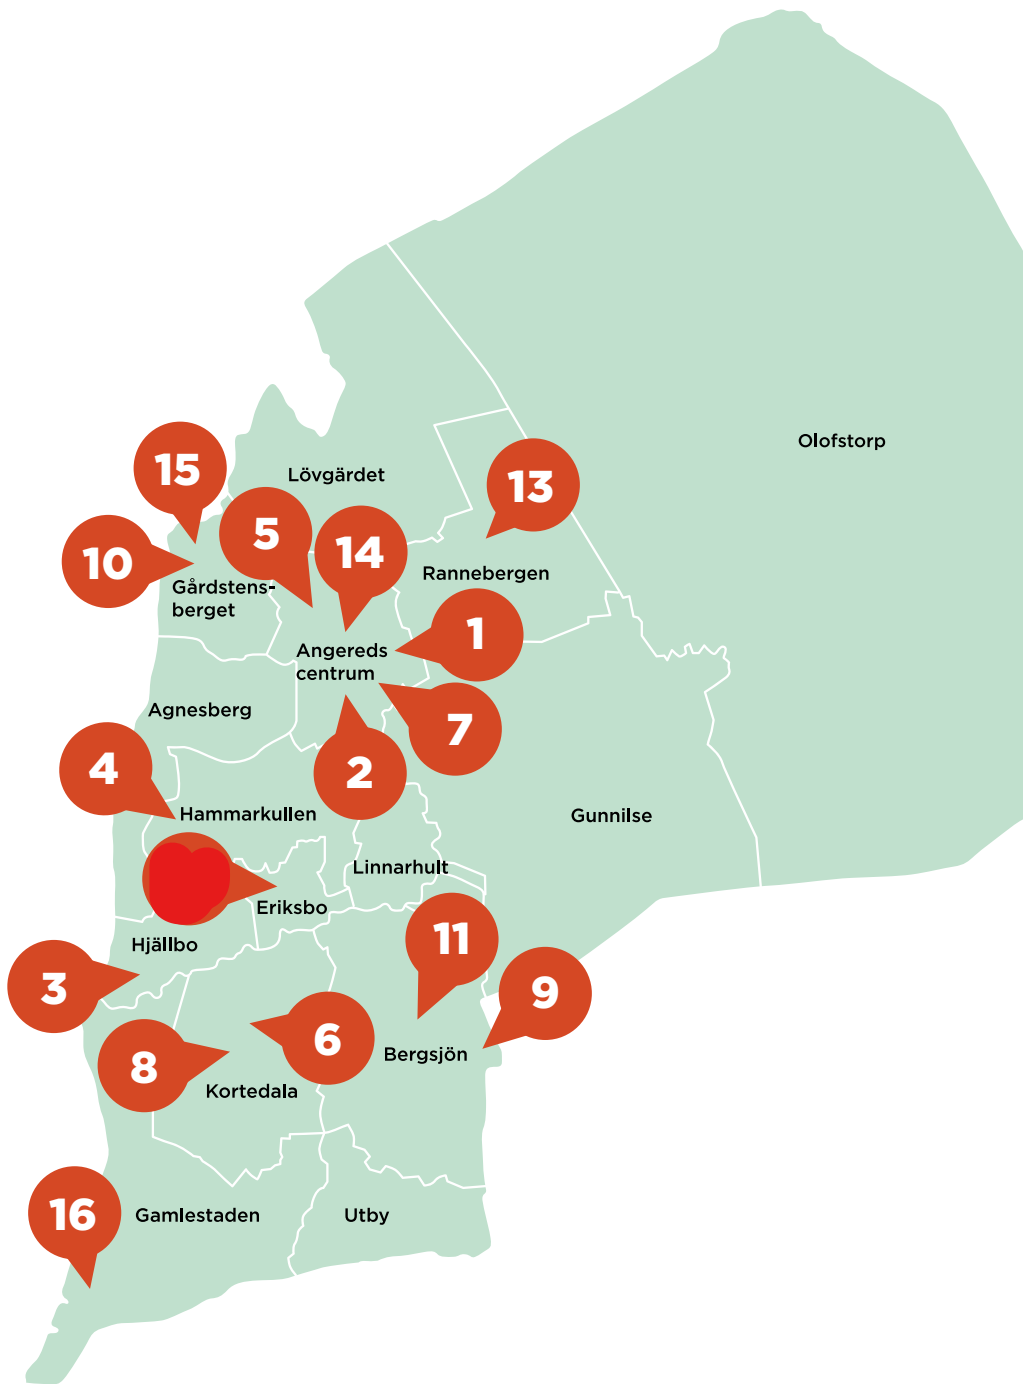 Olofstorp
15
Lövgärdet
13
5
14
10
Rannebergen
Gårdstens-
berget
1
Angereds
centrum
Agnesberg
7
4
2
Hammarkullen
Gunnilse
Linnarhult
Eriksbo
11
Hjällbo
3
9
6
8
Bergsjön
Kortedala
16
Gamlestaden
Utby